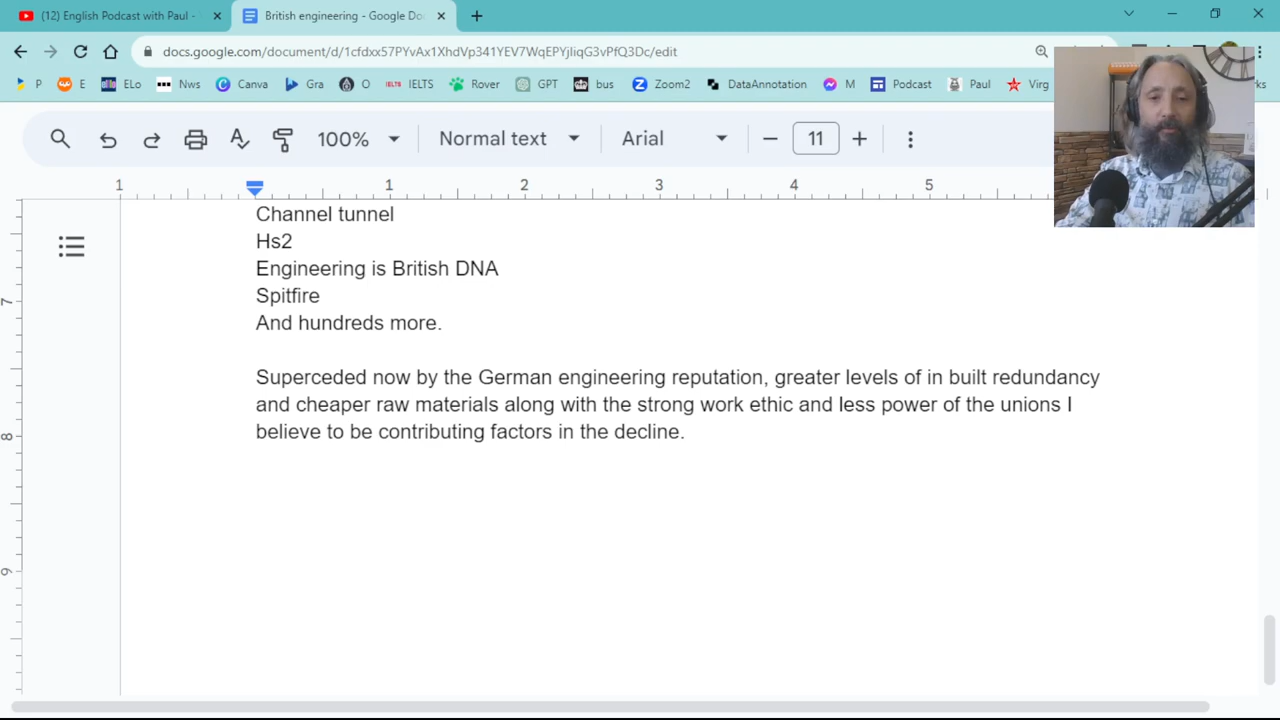 (12) English Podcast with Paul -
British engineering - Google Do
docs.google.com/document/d/1cfdxx57PYvAx1XhdVp341YEV7WqEPYjIiqG3vPfQ3Dc/edit
P E ELo Nws Canva Gra O IELTS IELTS Rover GPT bus Zoom2 DataAnnotation M Podcast Paul Virg ks
100% Normal text Arial 11
1 1 2 3 4 5
Channel tunnel
Hs2
Engineering is British DNA
Spitfire
7
And hundreds more.
Superceded now by the German engineering reputation, greater levels of in built redundancy
and cheaper raw materials along with the strong work ethic and less power of the unions I
8
believe to be contributing factors in the decline.
9